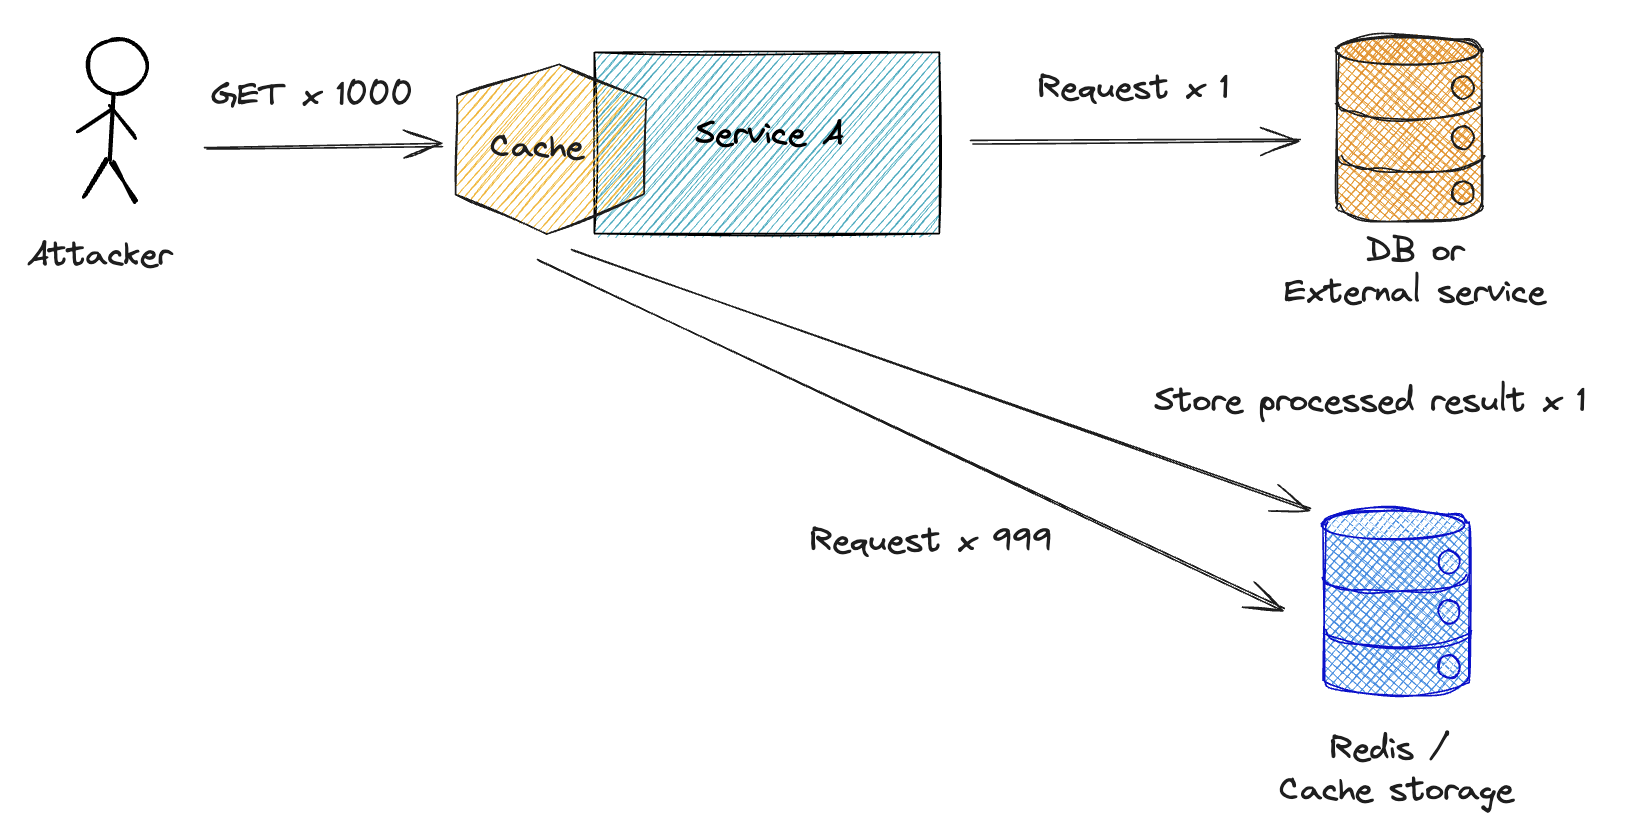 GET x 1000
Request x 1
Cache
Service A
Attacker
DB or
External service
Store processed result x 1
Request x 999
Redis /
Cache storage